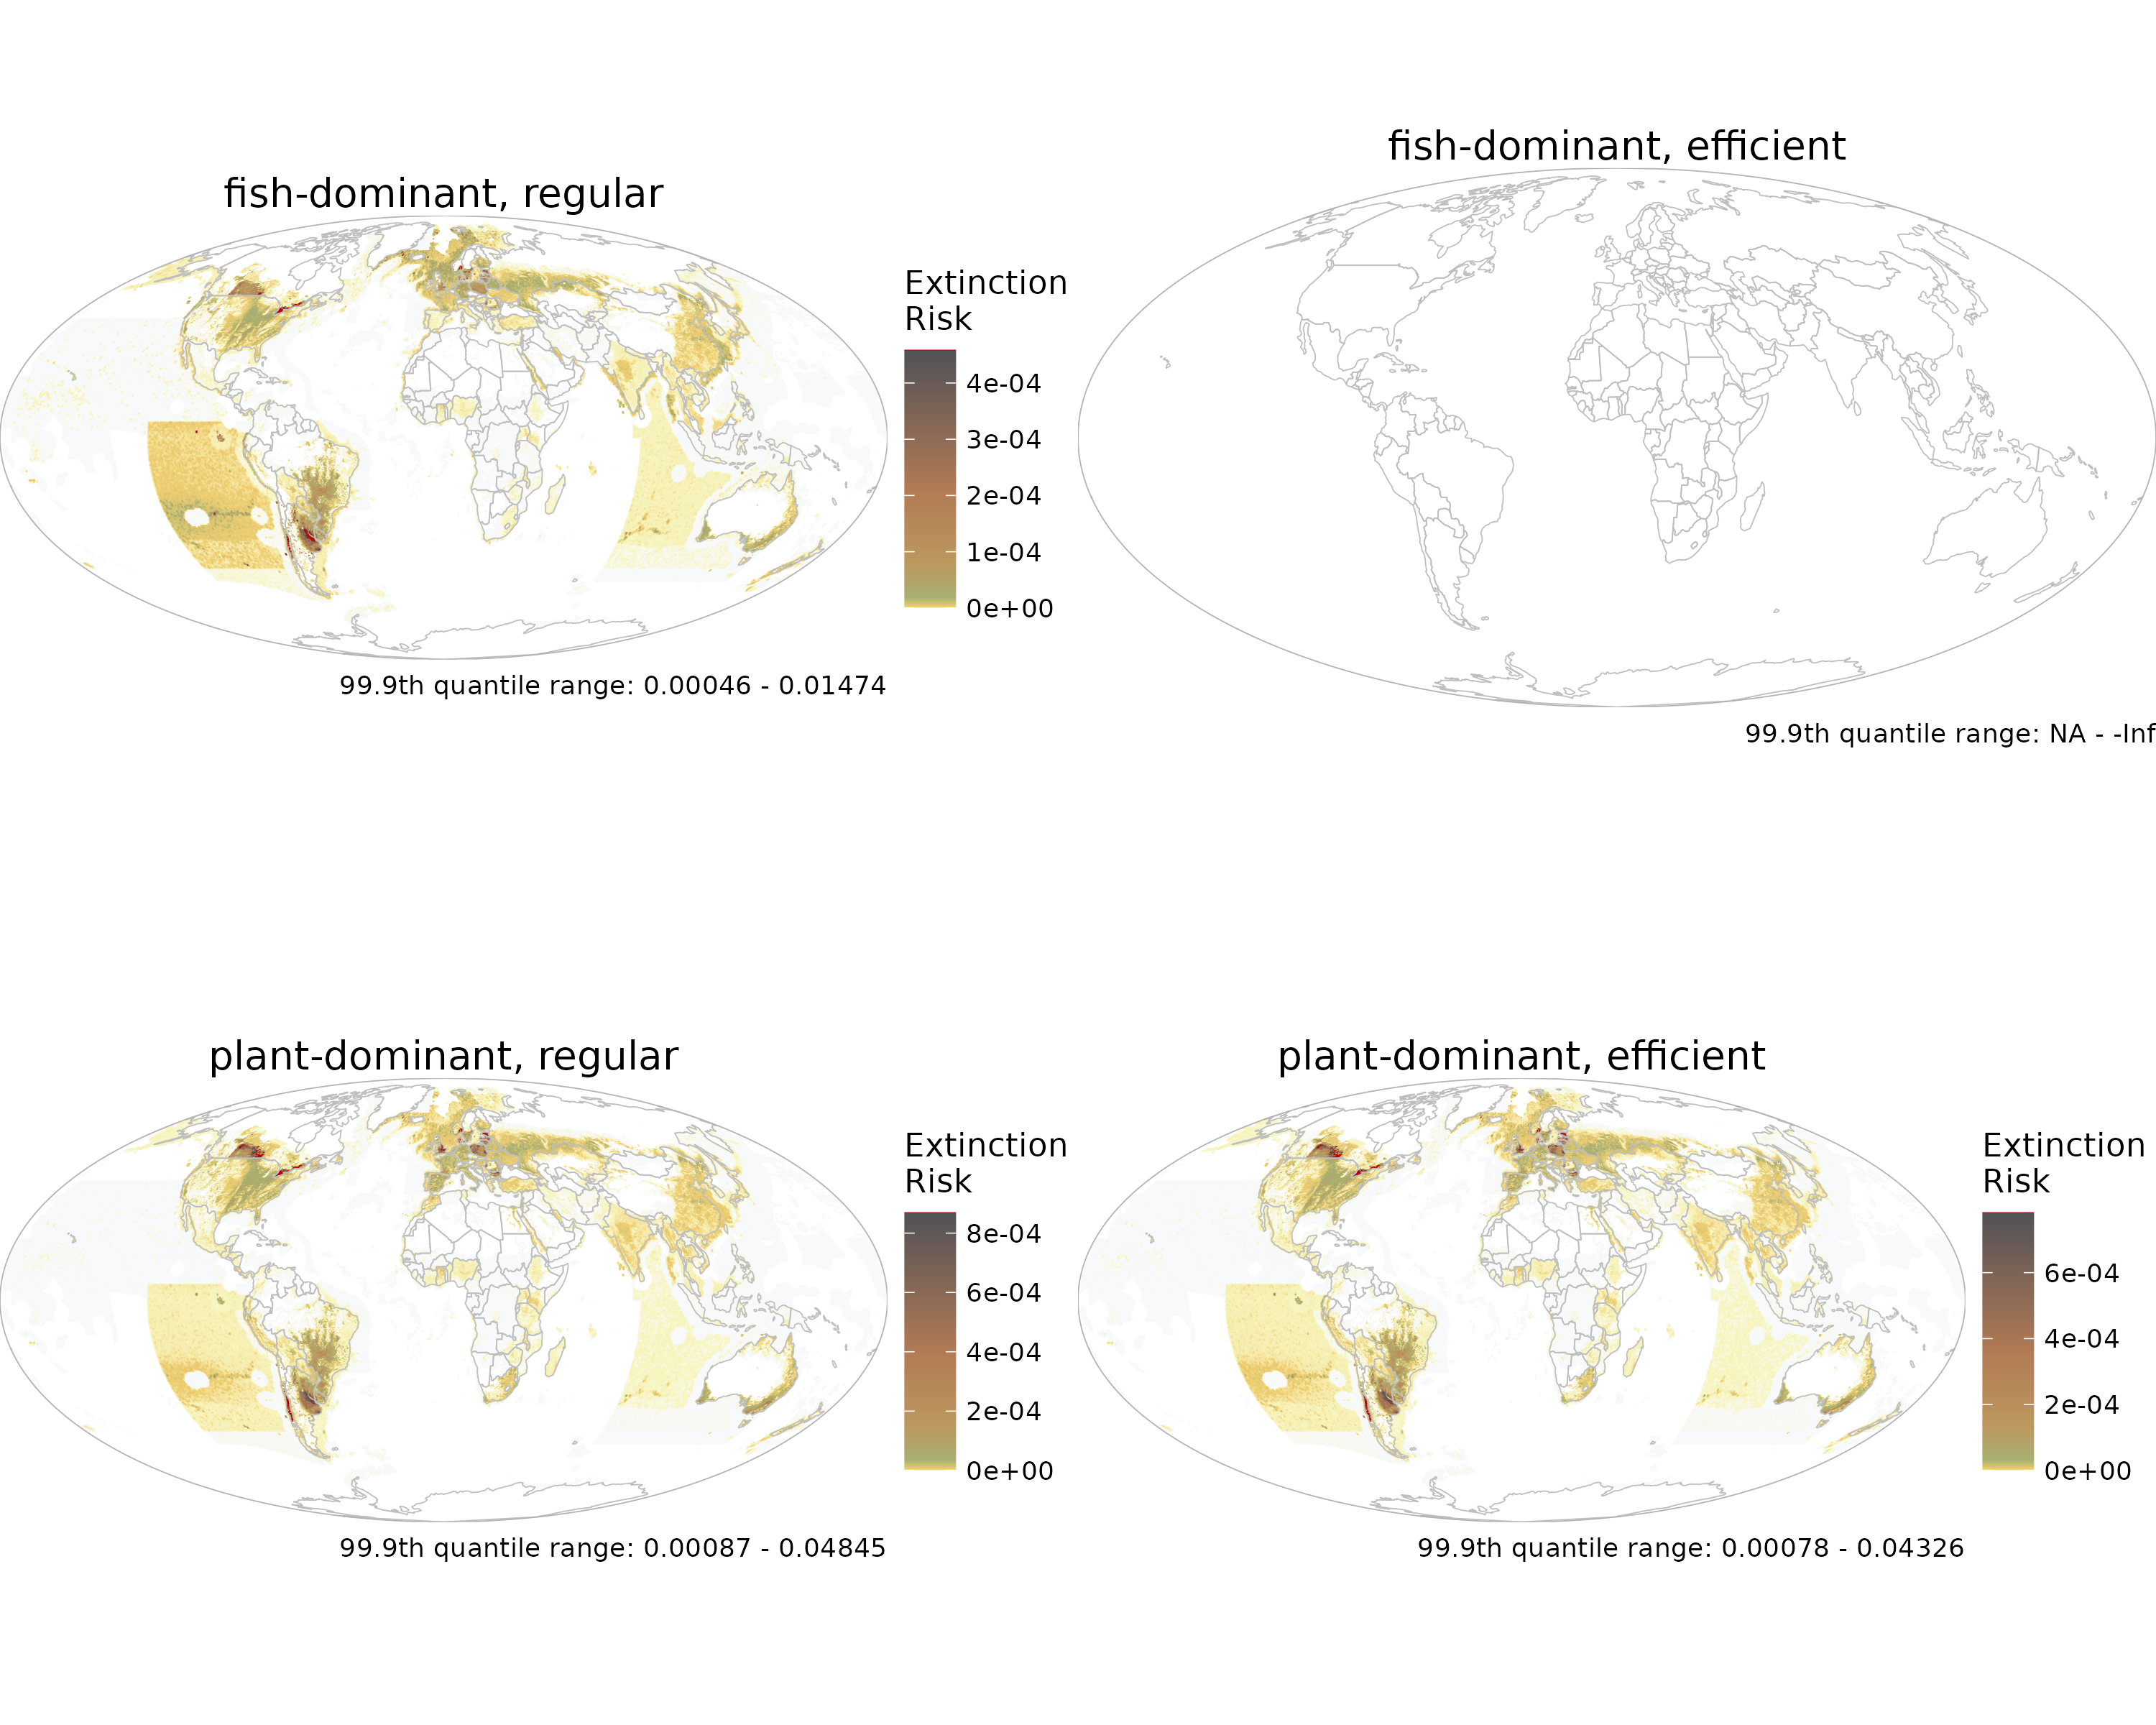 fish-dominant, regular
Extinction
Risk
4e-04
3e-04
2e-04
1e-04
0e+00
99.9th quantile range: 0.00046 - 0.01474
fish-dominant, efficient
99.9th quantile range: NA - -Inf
plant-dominant, regular
Extinction
Risk
8e-04
6e-04
4e-04
2e-04
0e+00
99.9th quantile range: 0.00087 - 0.04845
plant-dominant, efficient
Extinction
Risk
6e-04
4e-04
2e-04
0e+00
99.9th quantile range: 0.00078 - 0.04326